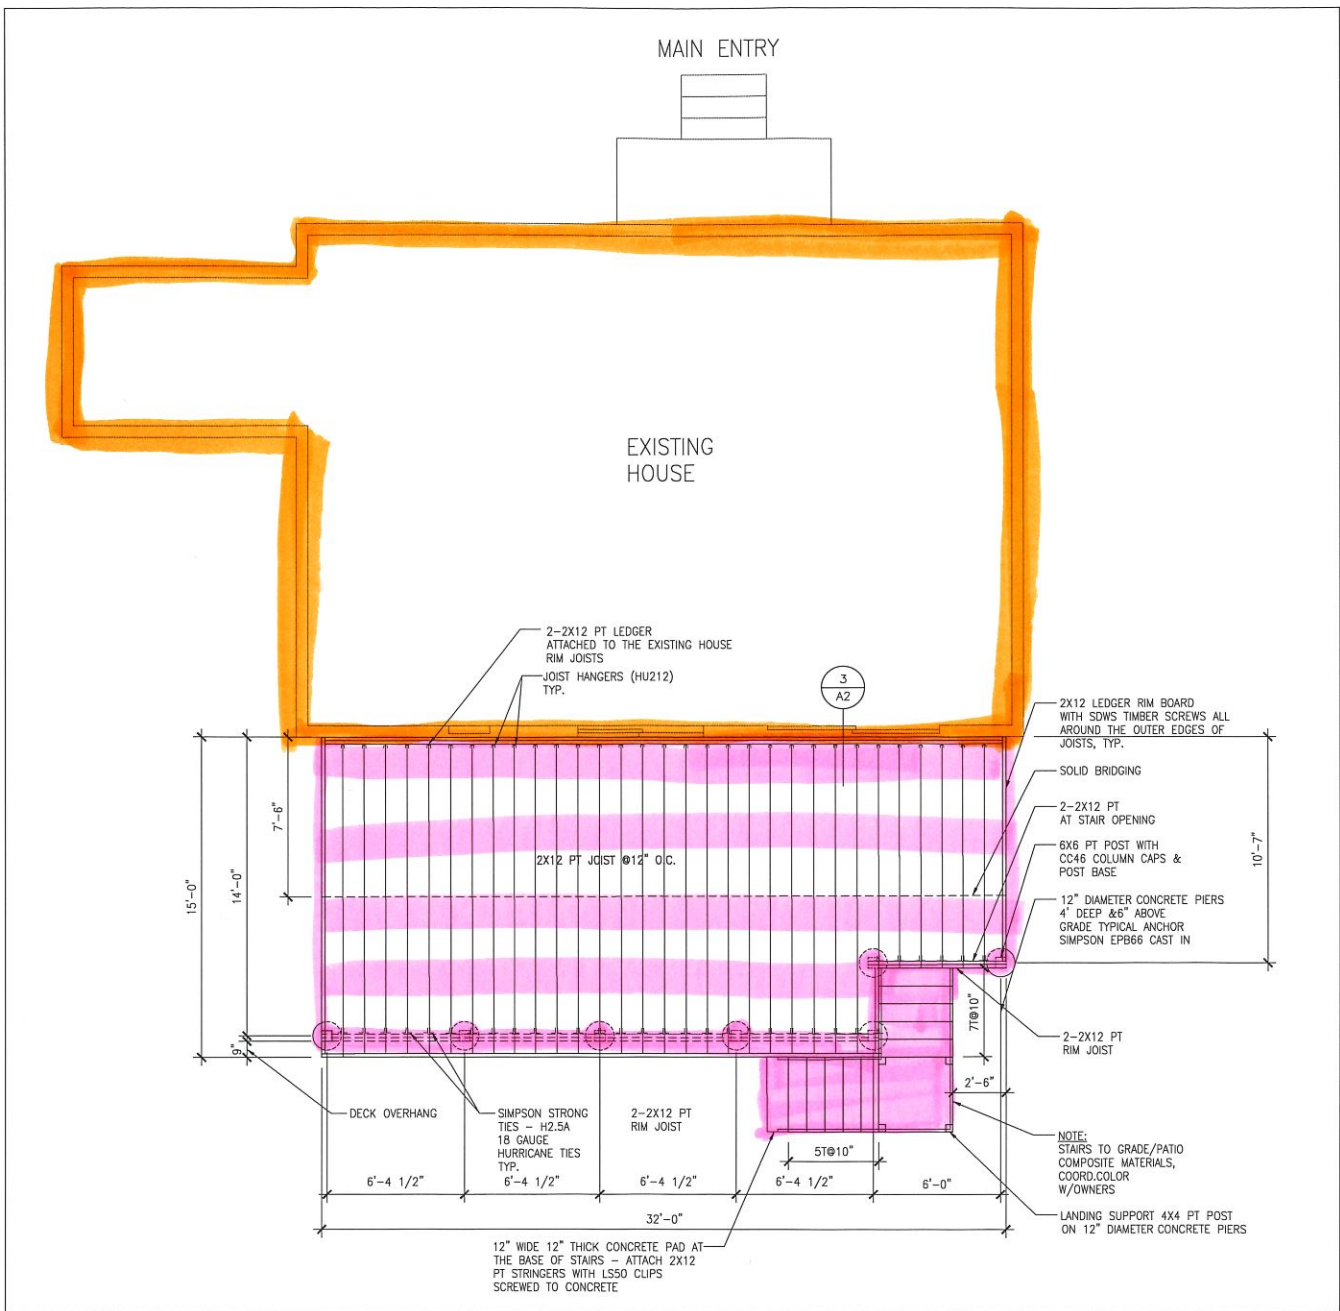 MAIN ENTRY
EXISTING
HOUSE
2-2X12 PT LEDGER
ATTACHED TO THE EXISTING HOUSE
RIM JOISTS
JOIST HANGERS (HU212)
TYP.
3
A2
2X12 LEDGER RIM BOARD
WITH SDWS TIMBER SCREWS ALL
AROUND THE OUTER EDGES OF
JOISTS, TYP.
SOLID BRIDGING
2-2X12 PT
AT STAIR OPENING
6X6 PT POST WITH
CC46 COLUMN CAPS &
POST BASE
12" DIAMETER CONCRETE PIERS
4' DEEP &6" ABOVE
GRADE TYPICAL ANCHOR
SIMPSON EPB66 CAST IN
10'-7"
7'-6"
14'-0"
15'-0"
9"
2X12 PT JOIST @12" O.C.
7T@10"
2-2X12 PT
RIM JOIST
2'-6"
DECK OVERHANG
SIMPSON STRONG
TIES - H2.5A
18 GAUGE
HURRICANE TIES
TYP.
2-2X12 PT
RIM JOIST
NOTE:
STAIRS TO GRADE/PATIO
COMPOSITE MATERIALS,
COORD.COLOR
W/OWNERS
5T@10"
6'-4 1/2"
6'-4 1/2"
6'-4 1/2"
6'-4 1/2"
6'-0"
32'-0"
LANDING SUPPORT 4X4 PT POST
ON 12" DIAMETER CONCRETE PIERS
12" WIDE 12" THICK CONCRETE PAD AT
THE BASE OF STAIRS - ATTACH 2X12
PT STRINGERS WITH LS50 CLIPS
SCREWED TO CONCRETE